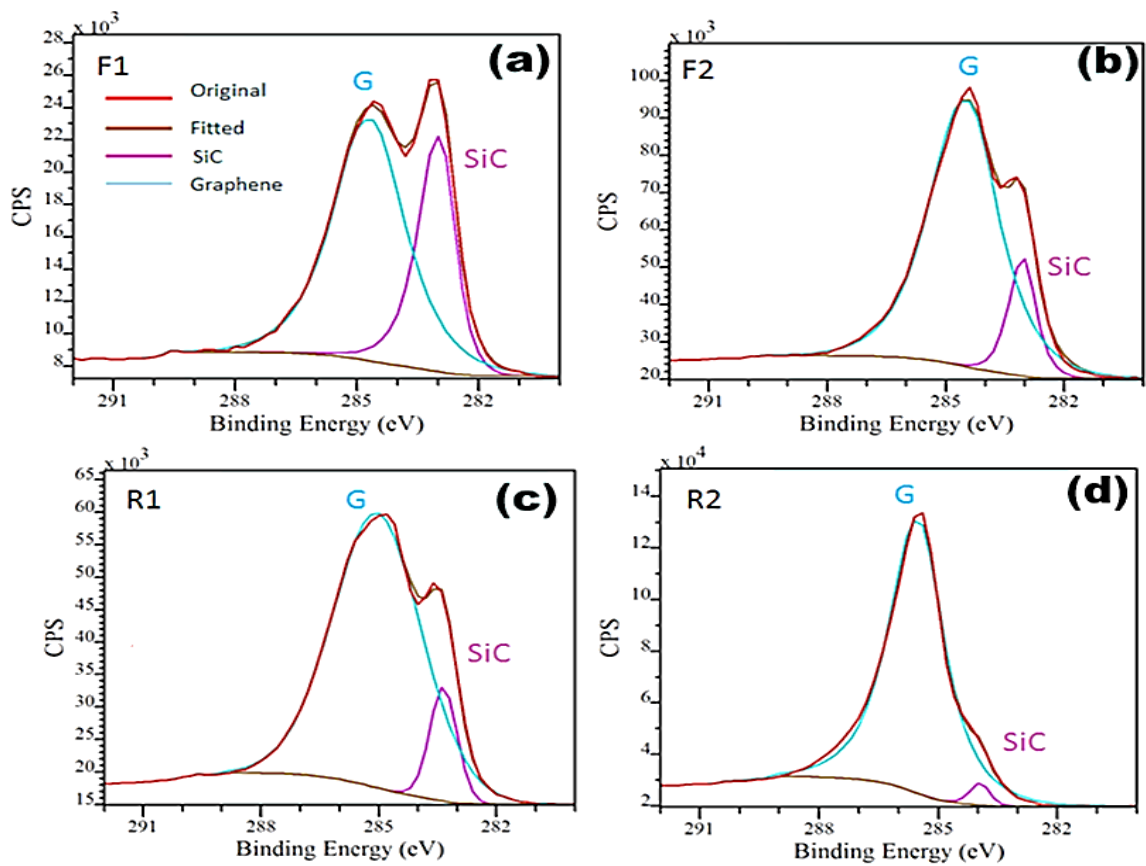 x 10³
F1
(a)
G
Original
Fitted
SiC
Graphene
SiC
28
26
24
22
20
18
16
14
12
10
8
CPS
291
288
285
282
Binding Energy (eV)
x 10³
F2
(b)
G
SiC
100
90
80
70
60
50
40
30
20
CPS
291
288
285
282
Binding Energy (eV)
x 10³
R1
(c)
G
SiC
65
60
55
50
45
40
35
30
25
20
15
CPS
291
288
285
282
Binding Energy (eV)
x 10⁴
R2
(d)
G
SiC
14
12
10
8
6
4
2
CPS
291
288
285
282
Binding Energy (eV)